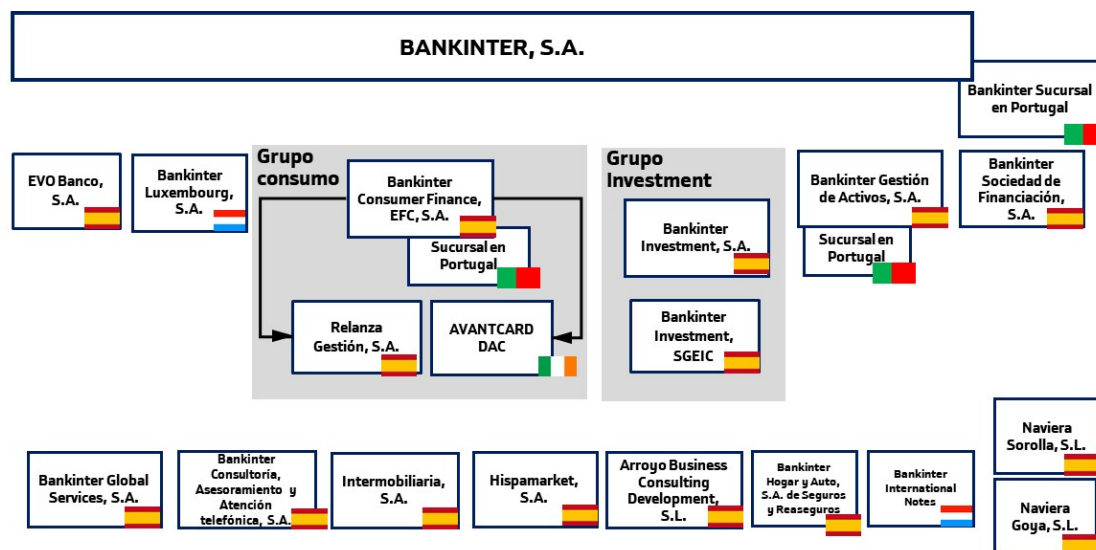 BANKINTER, S.A.
Bankinter Sucursal
en Portugal
EVO Banco,
S.A.
Bankinter
Luxembourg,
S.A.
Grupo
consumo
Bankinter
Consumer Finance,
EFC, S.A.
Sucursal en
Portugal
Relanza
Gestión, S.A.
AVANTCARD
DAC
Grupo
Investment
Bankinter
Investment, S.A.
Bankinter
Investment,
SGEIC
Bankinter Gestión
de Activos, S.A.
Sucursal en
Portugal
Bankinter
Sociedad de
Financiación,
S.A.
Bankinter Global
Services, S.A.
Bankinter
Consultoría,
Asesoramiento y
Atención
telefónica, S.A.
Intermobiliaria,
S.A.
Hispamarket,
S.A.
Arroyo Business
Consulting
Development,
S.L.
Bankinter
Hogar y Auto,
S.A. de Seguros
y Reaseguros
Bankinter
International
Notes
Naviera
Sorolla, S.L.
Naviera
Goya, S.L.